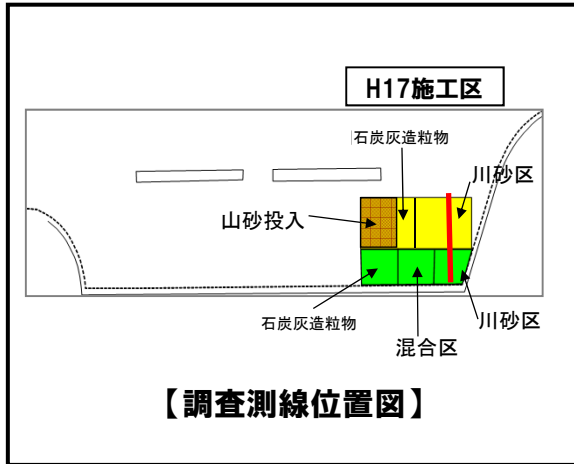 H17施工区
石炭灰造粒物
川砂区
山砂投入
石炭灰造粒物
川砂区
混合区
【調査測線位置図】